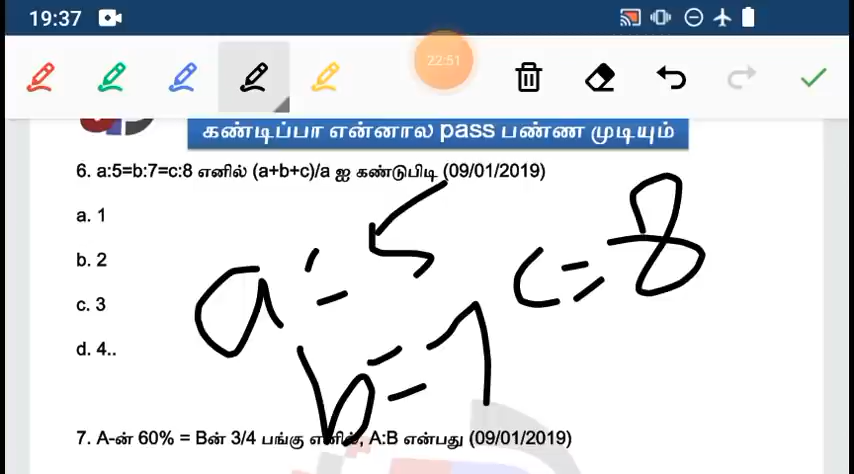 19:37
22:51
கண்டிப்பா என்னால pass பண்ண முடியும்
6. a:5=b:7=c:8 எனில் (a+b+c)/a ஐ கண்டுபிடி (09/01/2019)
a. 1
b. 2
c. 3
d. 4..
a = 5
c = 8
b = 7
7. A-ன் 60% = Bன் 3/4 பங்கு எனில், A:B என்பது (09/01/2019)